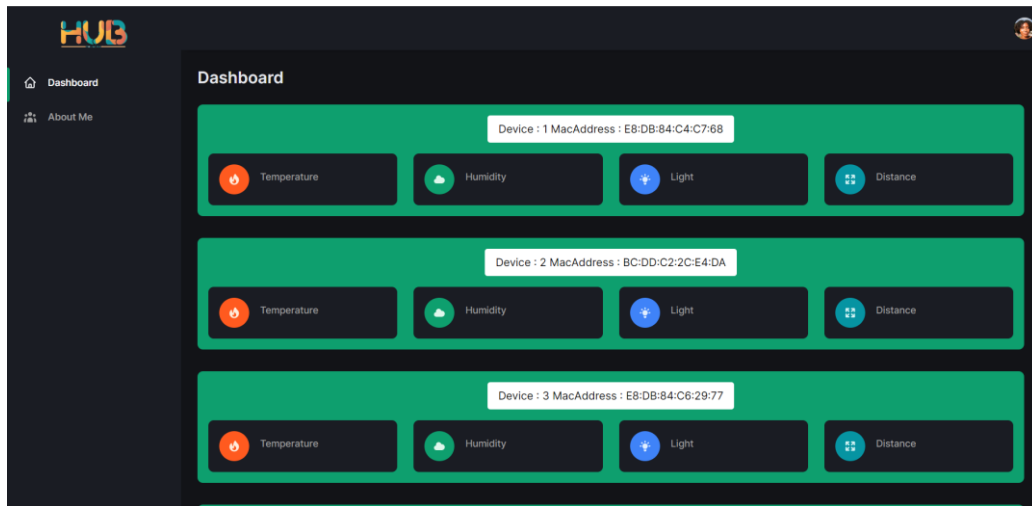 HUB
Dashboard
About Me
Dashboard
Device : 1 MacAddress : E8:DB:84:C4:C7:68
Temperature
Humidity
Light
Distance
Device : 2 MacAddress : BC:DD:C2:2C:E4:DA
Temperature
Humidity
Light
Distance
Device : 3 MacAddress : E8:DB:84:C6:29:77
Temperature
Humidity
Light
Distance